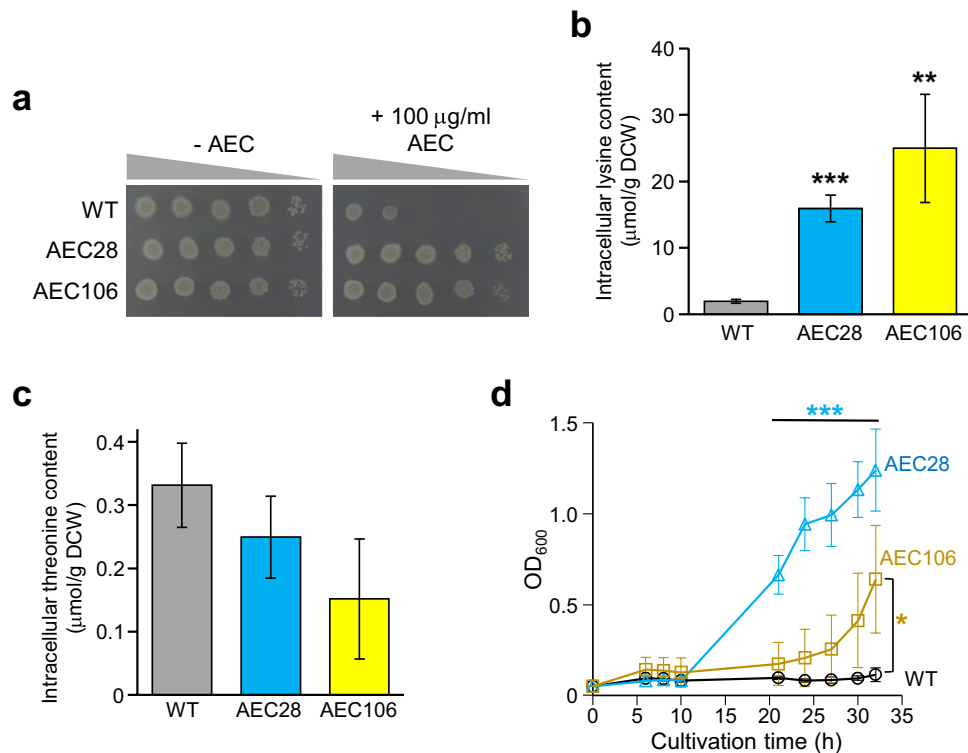 a
- AEC
+ 100 μg/ml
AEC
WT
AEC28
AEC106
b
Intracellular lysine content
(μmol/g DCW)
40
30
20
10
0
***
**
WT
AEC28
AEC106
c
Intracellular threonine content
(μmol/g DCW)
0.4
0.3
0.2
0.1
0
WT
AEC28
AEC106
d
OD600
1.5
1.0
0.5
0.0
***
AEC28
AEC106
*
WT
0 5 10 15 20 25 30 35
Cultivation time (h)